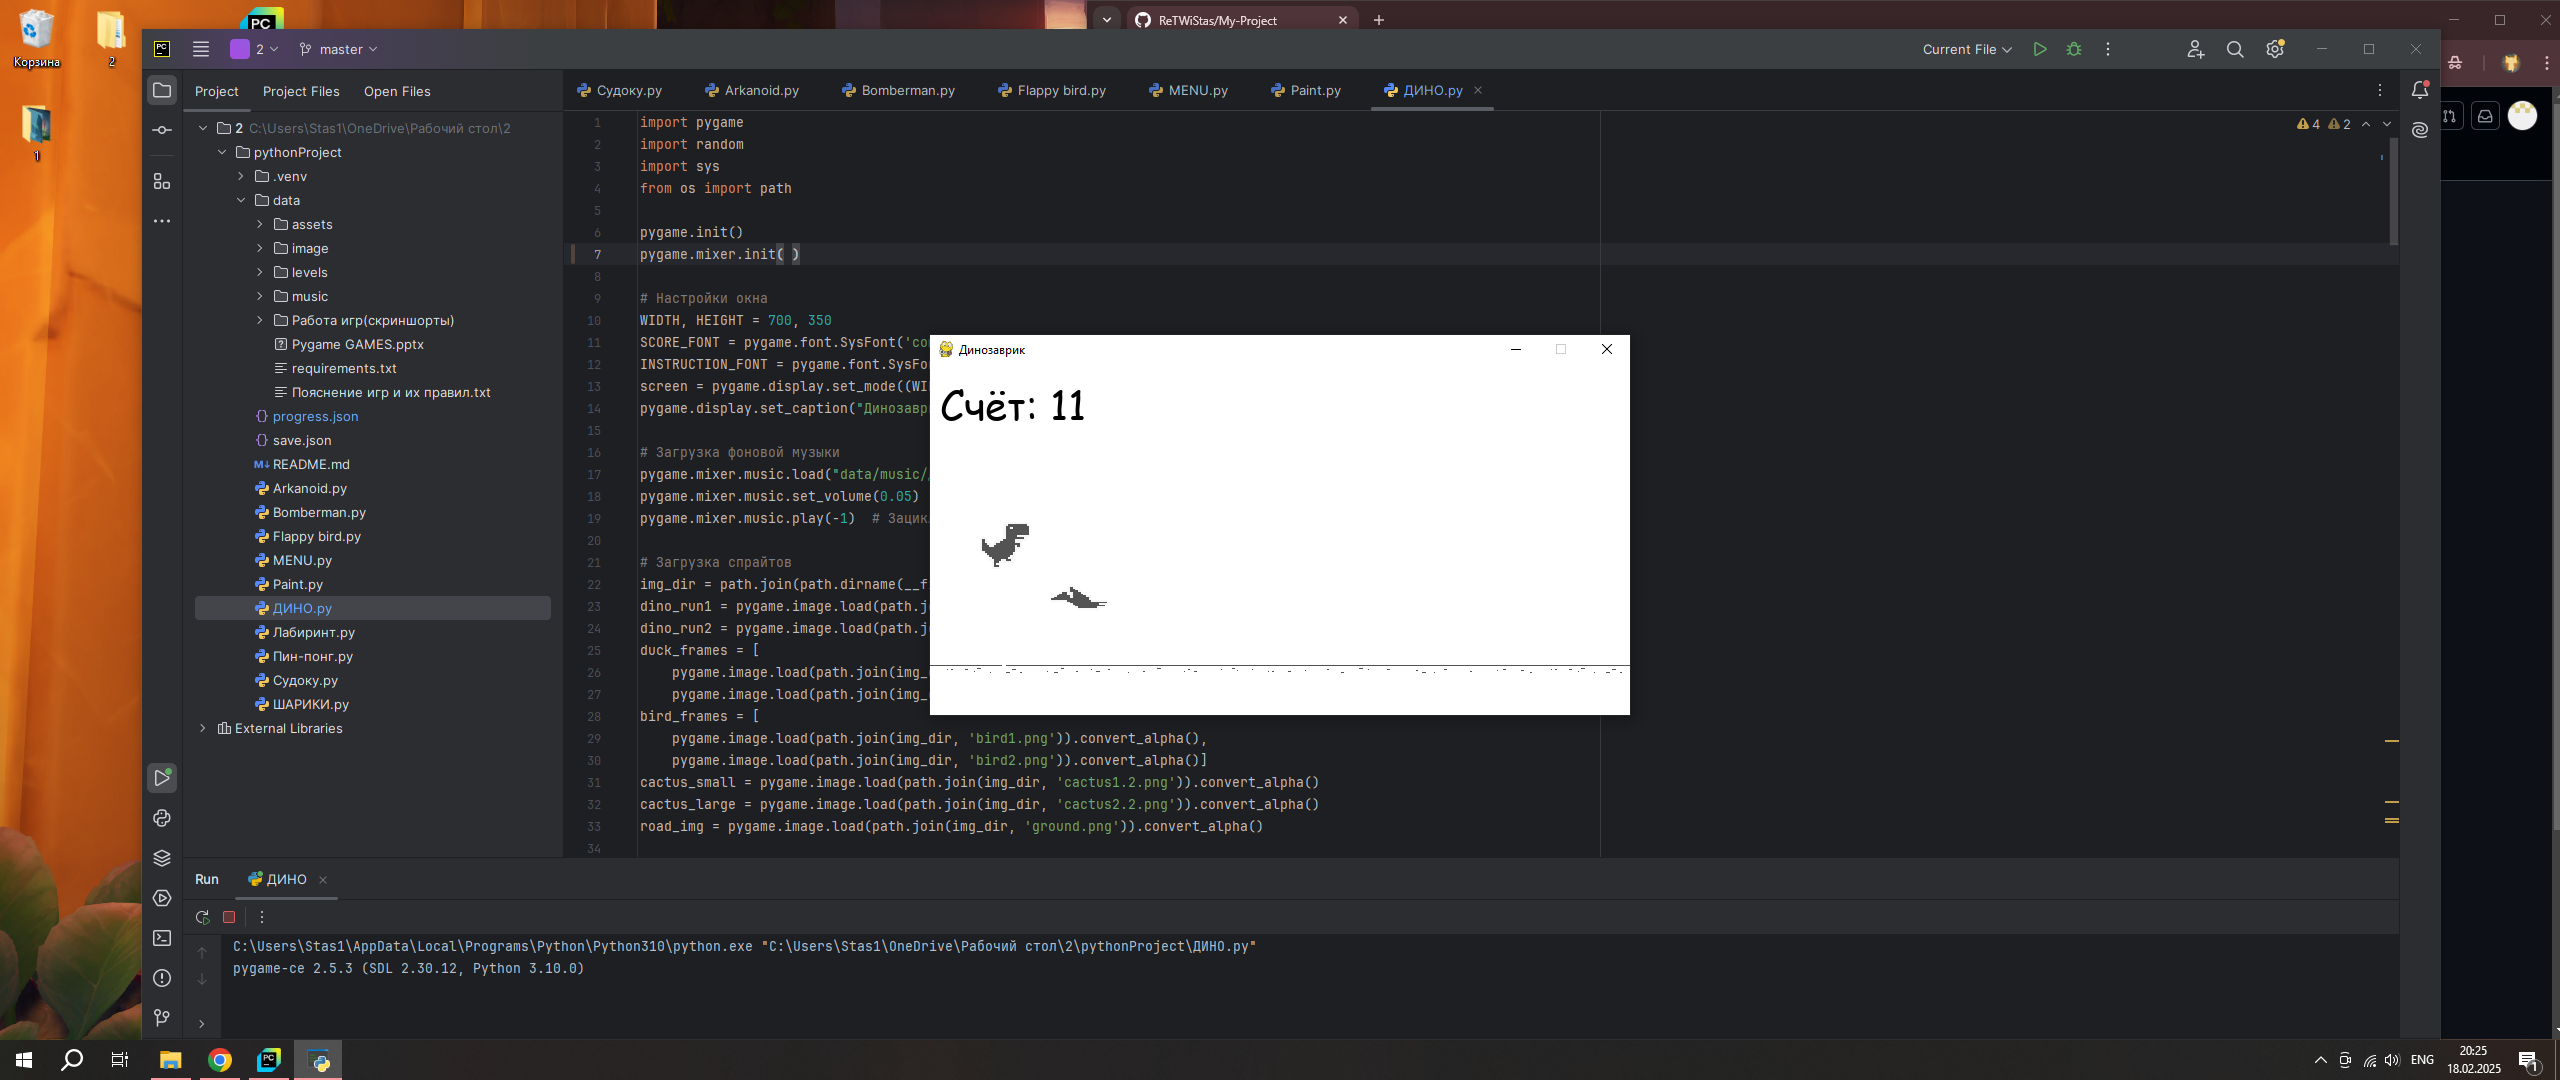 Корзина
2
1
PC
ReTWiStas/My-Project
PC
2
master
Current File
Project
Project Files
Open Files
Судоку.py
Arkanoid.py
Bomberman.py
Flappy bird.py
MENU.py
Paint.py
ДИНО.py
4
2
2 C:\Users\Stas1\OneDrive\Рабочий стол\2
pythonProject
.venv
data
assets
image
levels
music
Работа игр(скриншорты)
Pygame GAMES.pptx
requirements.txt
Пояснение игр и их правил.txt
progress.json
save.json
README.md
Arkanoid.py
Bomberman.py
Flappy bird.py
MENU.py
Paint.py
ДИНО.py
Лабиринт.py
Пин-понг.py
Судоку.py
ШАРИКИ.py
External Libraries
1 import pygame
2 import random
3 import sys
4 from os import path
5
6 pygame.init()
7 pygame.mixer.init( )
8
9 # Настройки окна
10 WIDTH, HEIGHT = 700, 350
11 SCORE_FONT = pygame.font.SysFont('co
12 INSTRUCTION_FONT = pygame.font.SysFo
13 screen = pygame.display.set_mode((WI
14 pygame.display.set_caption("Динозавр
15
16 # Загрузка фоновой музыки
17 pygame.mixer.music.load("data/music/
18 pygame.mixer.music.set_volume(0.05)
19 pygame.mixer.music.play(-1) # Зацик
20
21 # Загрузка спрайтов
22 img_dir = path.join(path.dirname(__f
23 dino_run1 = pygame.image.load(path.j
24 dino_run2 = pygame.image.load(path.j
25 duck_frames = [
26 pygame.image.load(path.join(img_
27 pygame.image.load(path.join(img_
28 bird_frames = [
29 pygame.image.load(path.join(img_dir, 'bird1.png')).convert_alpha(),
30 pygame.image.load(path.join(img_dir, 'bird2.png')).convert_alpha()]
31 cactus_small = pygame.image.load(path.join(img_dir, 'cactus1.2.png')).convert_alpha()
32 cactus_large = pygame.image.load(path.join(img_dir, 'cactus2.2.png')).convert_alpha()
33 road_img = pygame.image.load(path.join(img_dir, 'ground.png')).convert_alpha()
34
Динозаврик
Счёт: 11
Run
ДИНО
C:\Users\Stas1\AppData\Local\Programs\Python\Python310\python.exe "C:\Users\Stas1\OneDrive\Рабочий стол\2\pythonProject\ДИНО.py"
pygame-ce 2.5.3 (SDL 2.30.12, Python 3.10.0)
PC
ENG
20:25
18.02.2025
1